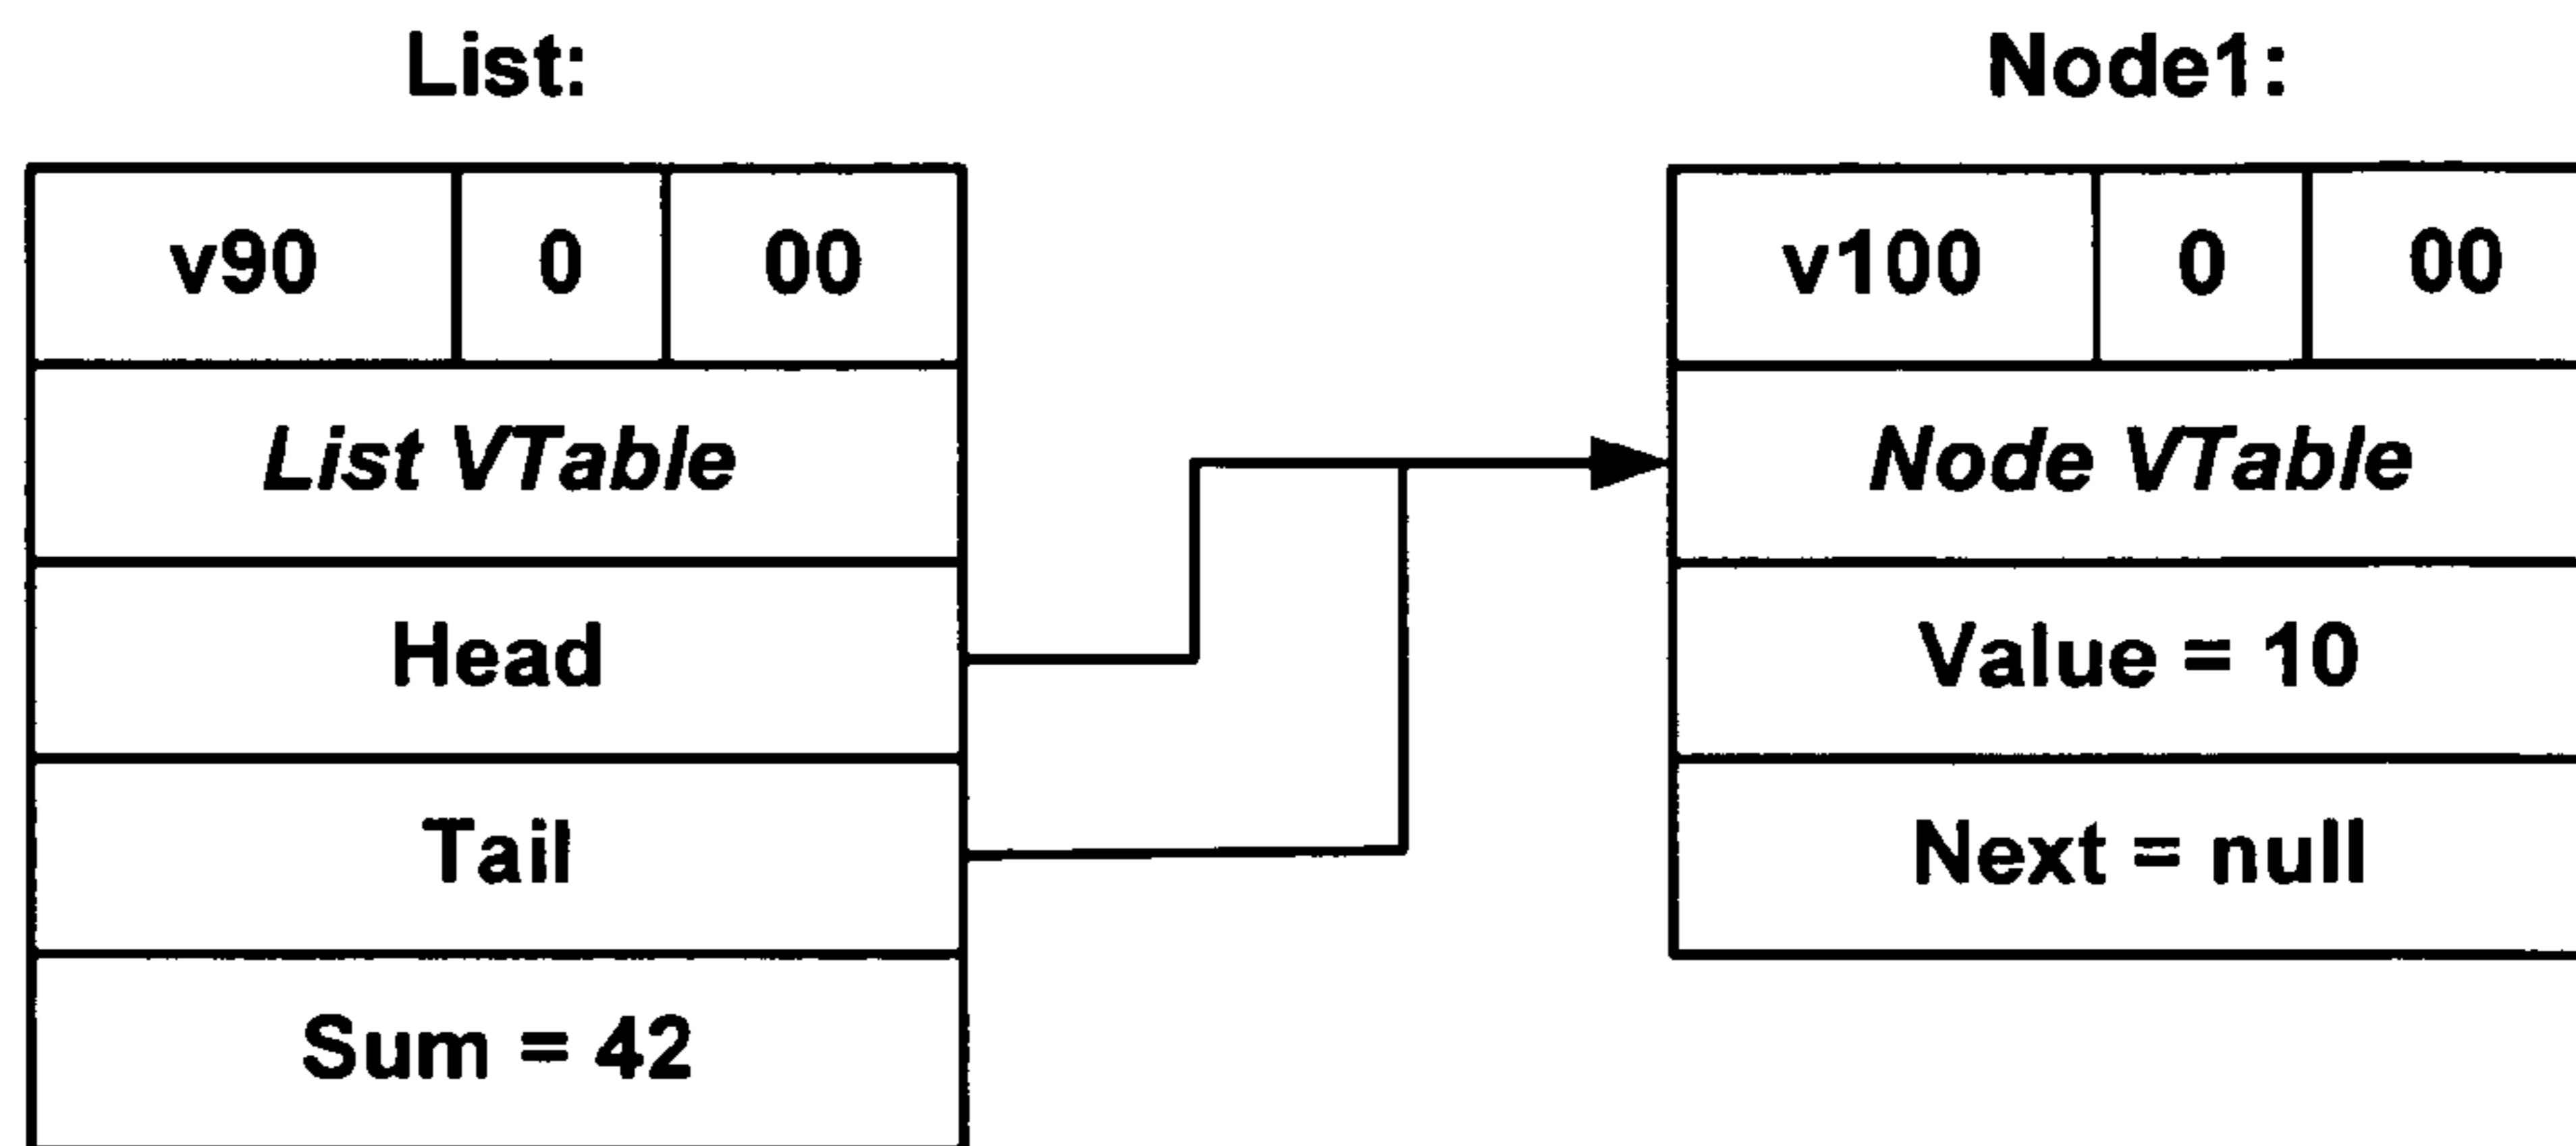 List:
v90 0 00
List VTable
Head
Tail
Sum = 42
Node1:
v100 0 00
Node VTable
Value = 10
Next = null